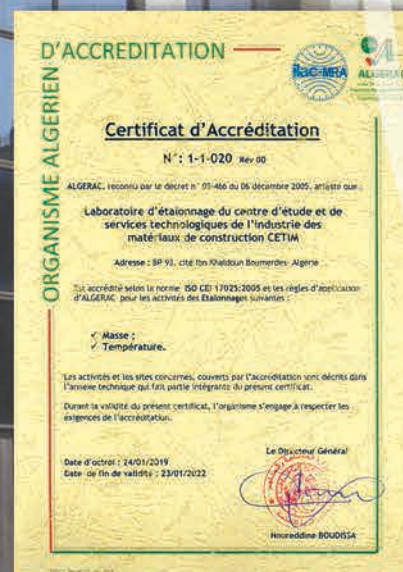 D'ACCREDITATION
ORGANISME ALGERIEN
ilac-MRA
ALGERAC
Certificat d'Accréditation
N°: 1-1-020 Rev 00
ALGERAC, reconnu par le décret n° 05-466 du 06 décembre 2005, atteste que :
Laboratoire d'étalonnage du centre d'étude et de
services technologiques de l'industrie des
matériaux de construction CETIM
Adresse : BP 93, cité Ibn Khaldoun Boumerdes- Algérie
Est accrédité selon la norme ISO CEI 17025:2005 et les règles d'application
d'ALGERAC pour les activités des Etalonnages suivantes :
✓ Masse ;
✓ Température.
Les activités et les sites concernés, couverts par l'accréditation sont décrits dans
l'annexe technique qui fait partie intégrante du présent certificat.
Durant la validité du présent certificat, l'organisme s'engage à respecter les
exigences de l'accréditation.
Le Directeur Général
Date d'octroi : 24/01/2019
Date de fin de validité : 23/01/2022
Noureddine BOUDISSA